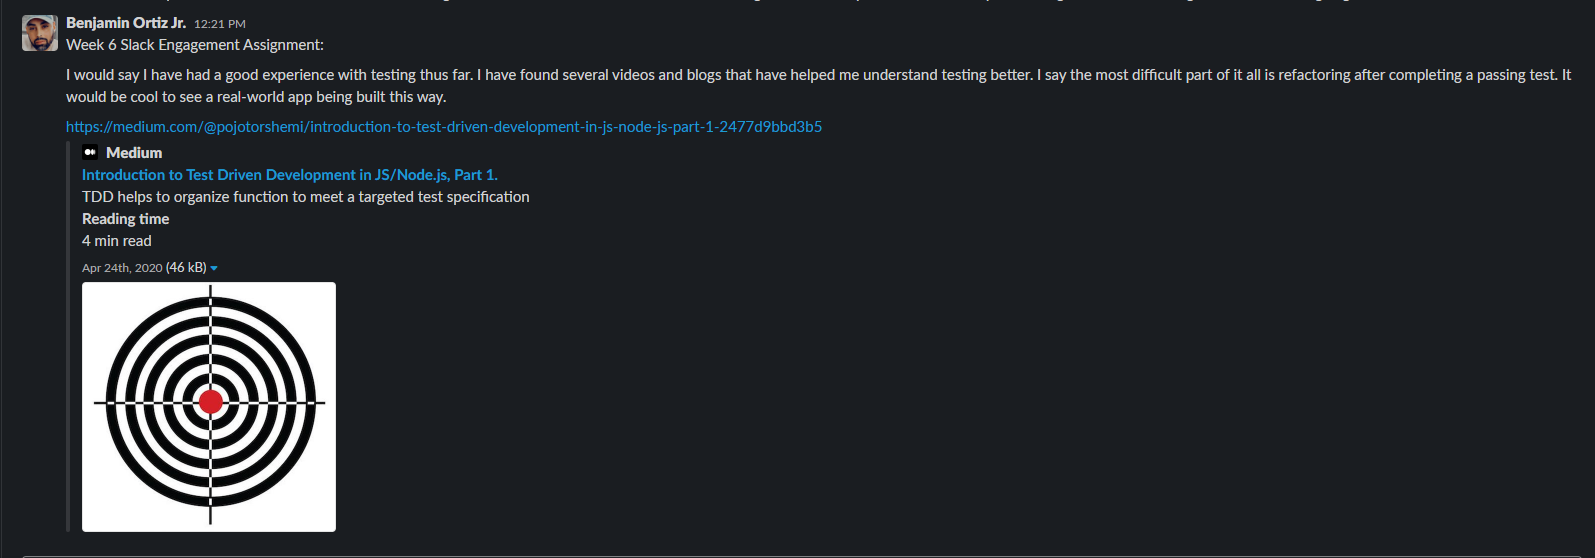 Benjamin Ortiz Jr. 12:21 PM
Week 6 Slack Engagement Assignment:
I would say I have had a good experience with testing thus far. I have found several videos and blogs that have helped me understand testing better. I say the most difficult part of it all is refactoring after completing a passing test. It
would be cool to see a real-world app being built this way.
https://medium.com/@pojotorshemi/introduction-to-test-driven-development-in-js-node-js-part-1-2477d9bbd3b5
Medium
Introduction to Test Driven Development in JS/Node.js, Part 1.
TDD helps to organize function to meet a targeted test specification
Reading time
4 min read
Apr 24th, 2020 (46 kB)